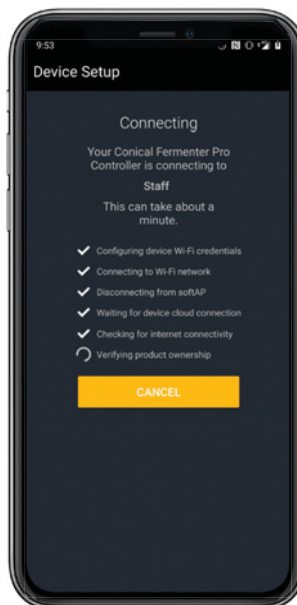 9:53
Device Setup
Connecting
Your Conical Fermenter Pro
Controller is connecting to
Staff
This can take about a
minute.
Configuring device Wi-Fi credentials
Connecting to Wi-Fi network
Disconnecting from softAP
Waiting for device cloud connection
Checking for internet connectivity
Verifying product ownership
CANCEL